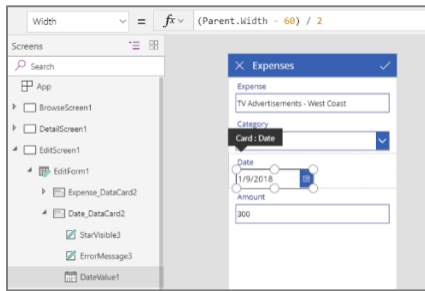 Width = fx (Parent.Width - 60) / 2
Screens
Search
App
BrowseScreen1
DetailScreen1
EditScreen1
EditForm1
Expense_DataCard2
Date_DataCard2
StarVisible3
ErrorMessage3
DateValue1
Expenses
Expense
TV Advertisements - West Coast
Category
Card : Date
Date
1/9/2018
Amount
300